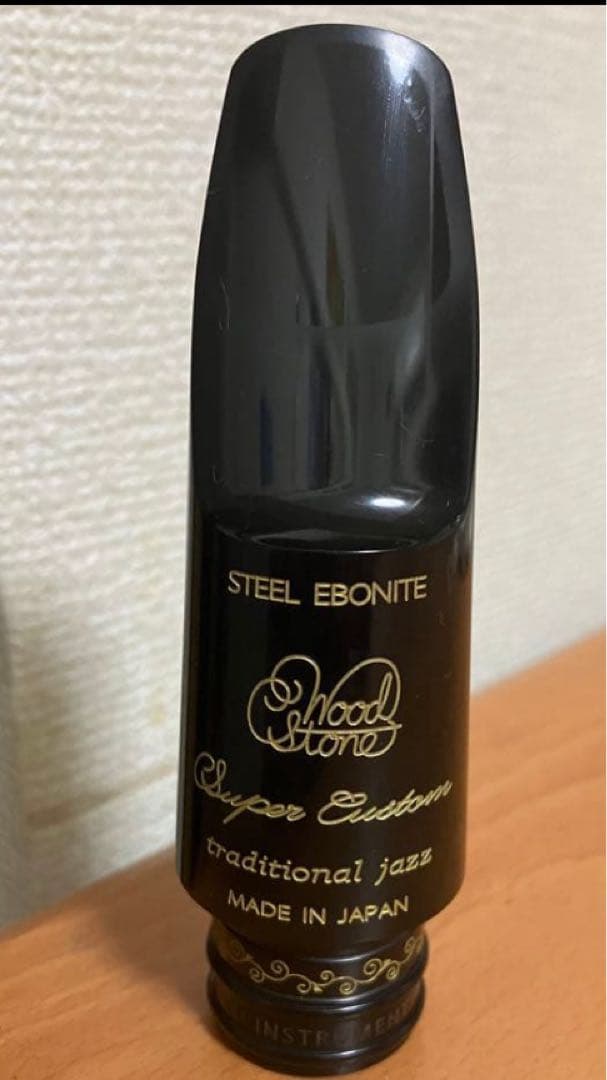 STEEL EBONITE
Wood
Stone
Super Custom
traditional jazz
MADE IN JAPAN